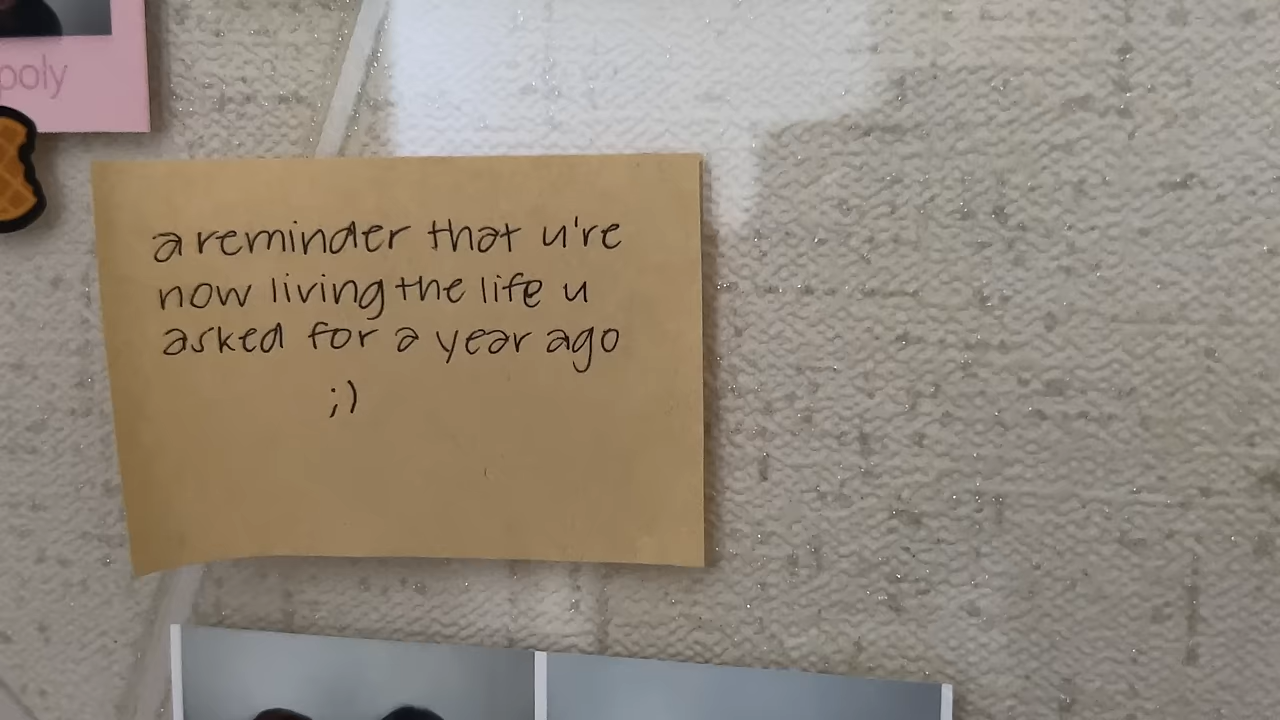 poly
a reminder that u're
now living the life u
asked for a year ago
;)